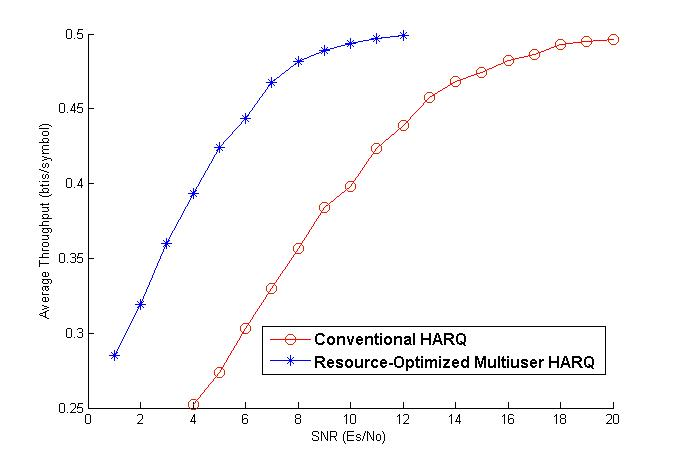 0.5
0.45
0.4
0.35
0.3
0.25
Average Throughput (btis/symbol)
Conventional HARQ
Resource-Optimized Multiuser HARQ
0 2 4 6 8 10 12 14 16 18 20
SNR (Es/No)